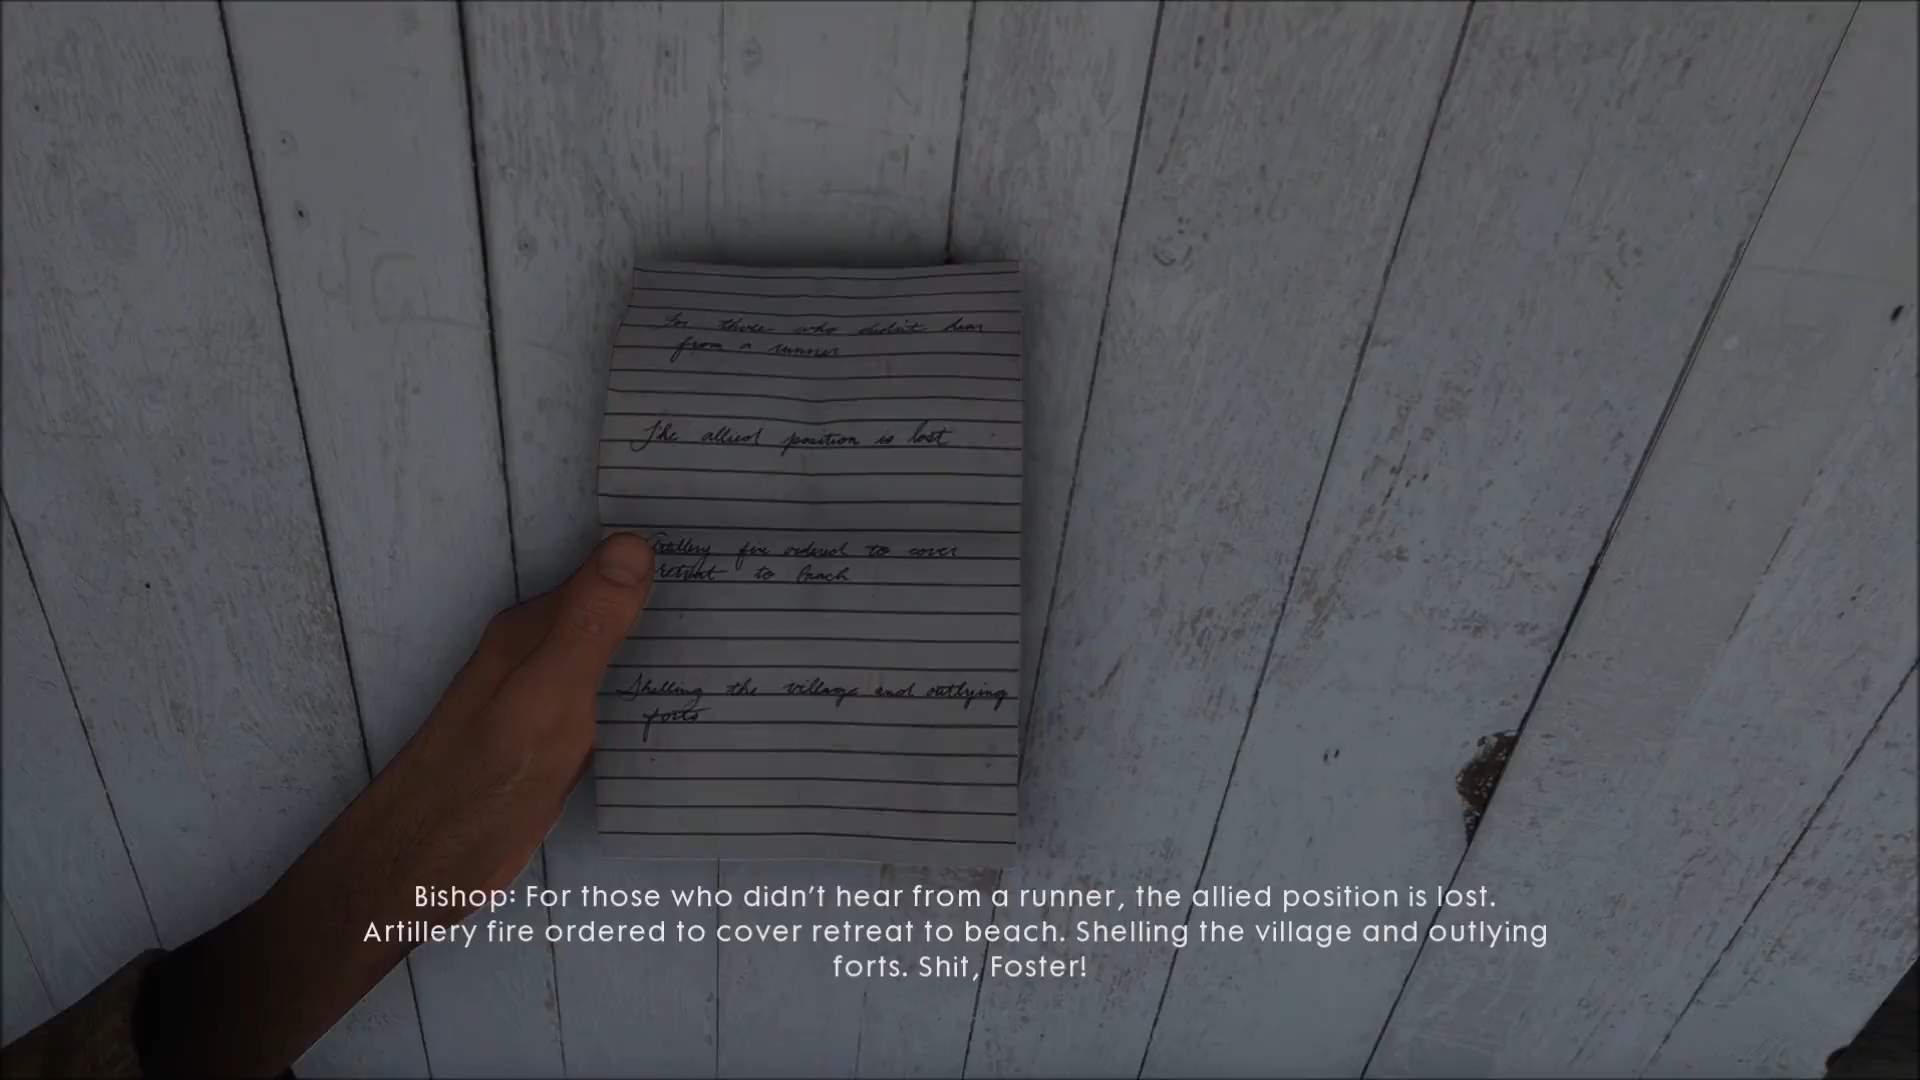 For those who didn't hear
from a runner
The allied position is lost
Artillery fire ordered to cover
retreat to beach
Shelling the village and outlying
forts
Bishop: For those who didn't hear from a runner, the allied position is lost.
Artillery fire ordered to cover retreat to beach. Shelling the village and outlying
forts. Shit, Foster!